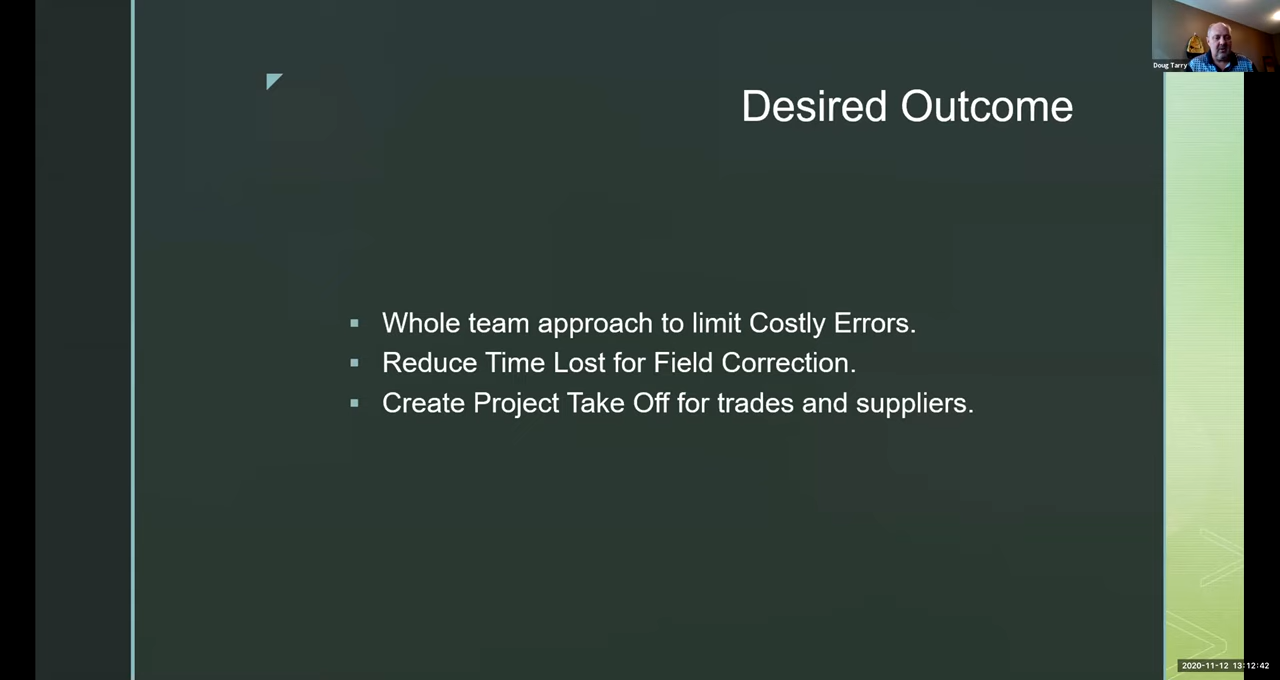 Doug Tarry
Desired Outcome
Whole team approach to limit Costly Errors.
Reduce Time Lost for Field Correction.
Create Project Take Off for trades and suppliers.
2020-11-12 13:12:42